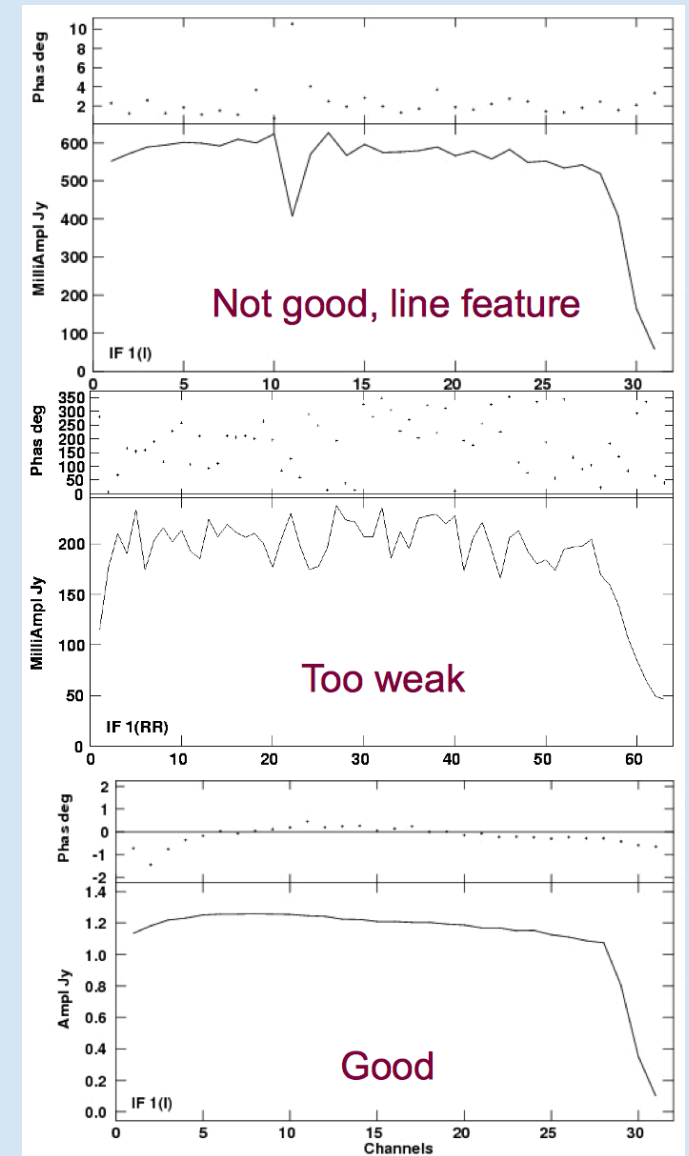 Phas deg
10
8
6
4
2
MilliAmpl Jy
600
500
400
300
200
100
0
Not good, line feature
IF 1(I)
0 5 10 15 20 25 30
Phas deg
350
300
250
200
150
100
50
0
MilliAmpl Jy
200
150
100
50
0
Too weak
IF 1(RR)
0 10 20 30 40 50 60
Phas deg
2
1
0
-1
-2
Ampl Jy
1.4
1.2
1.0
0.8
0.6
0.4
0.2
0.0
Good
IF 1(I)
0 5 10 15 20 25 30
Channels